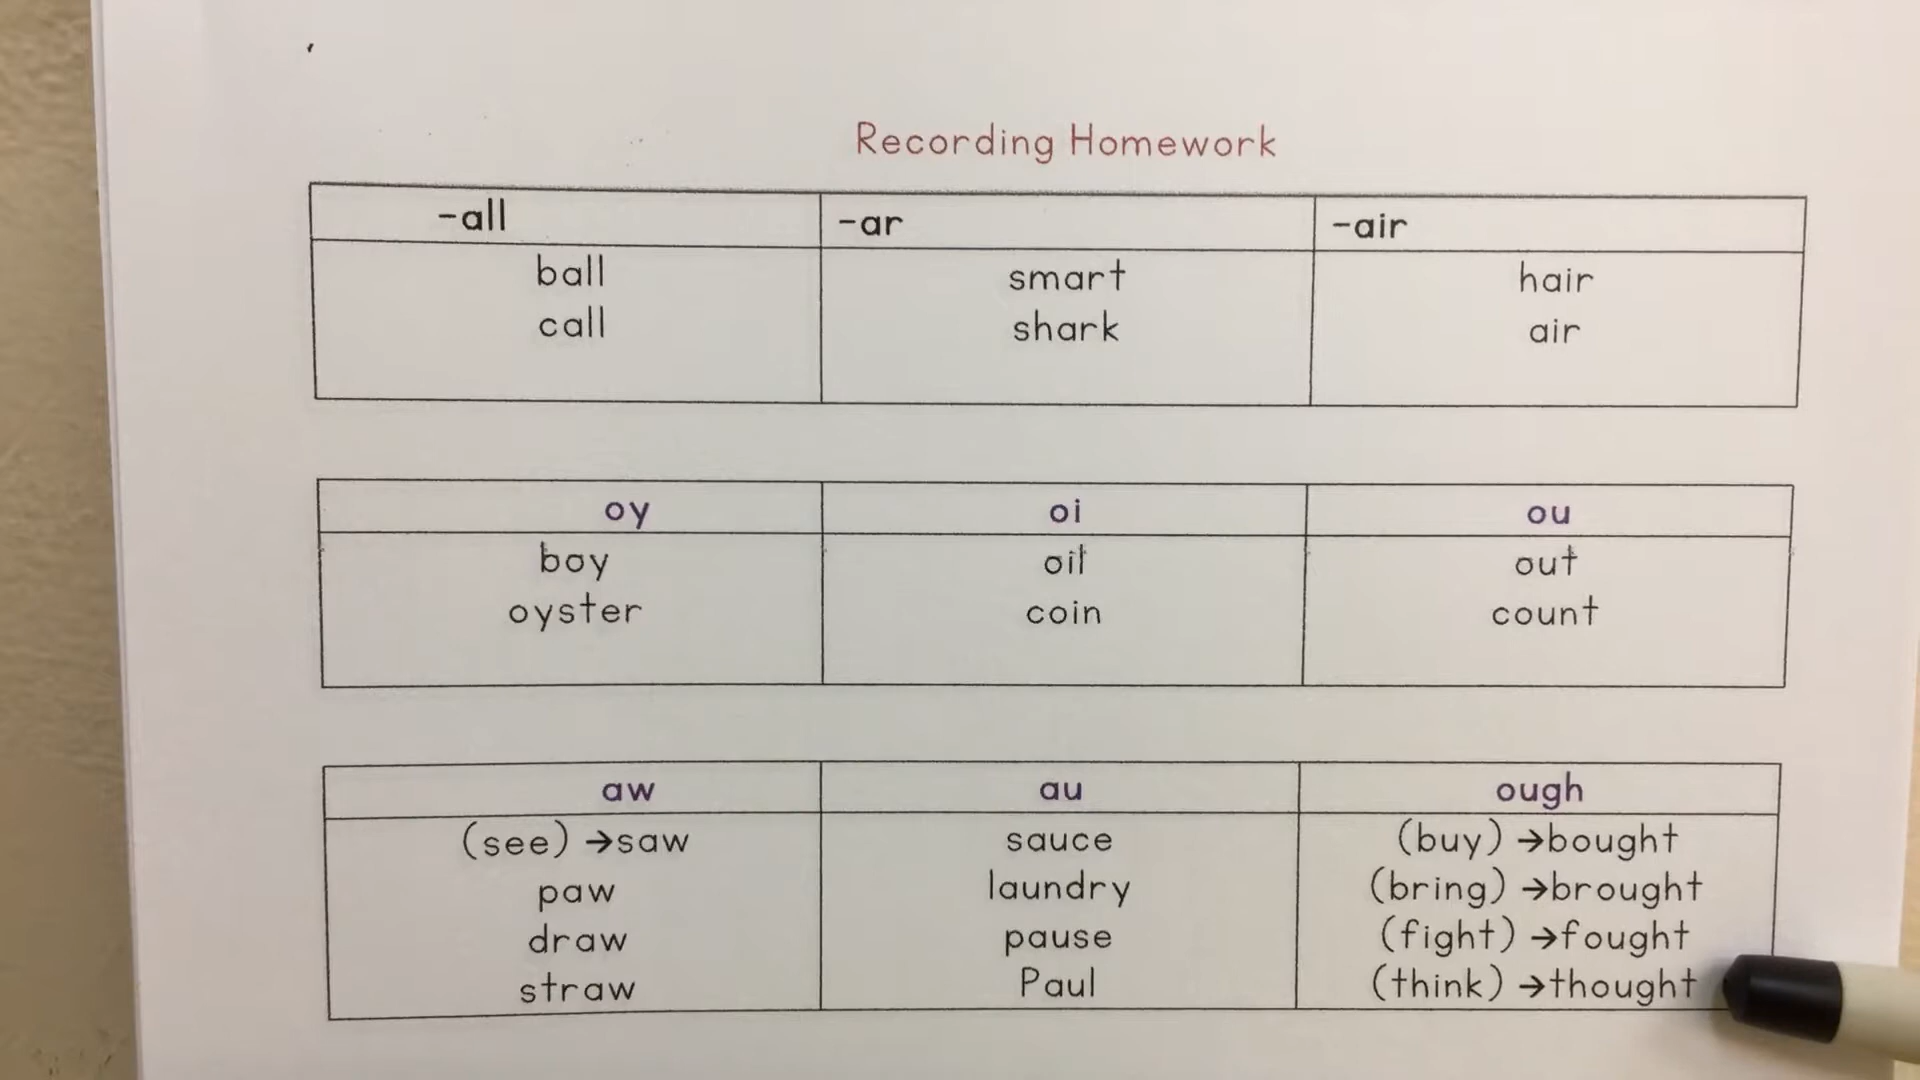 Recording Homework
-all -ar -air
ball smart hair
call shark air
oy oi ou
boy oil out
oyster coin count
aw au ough
(see) →saw sauce (buy) →bought
paw laundry (bring) →brought
draw pause (fight) →fought
straw Paul (think) →thought